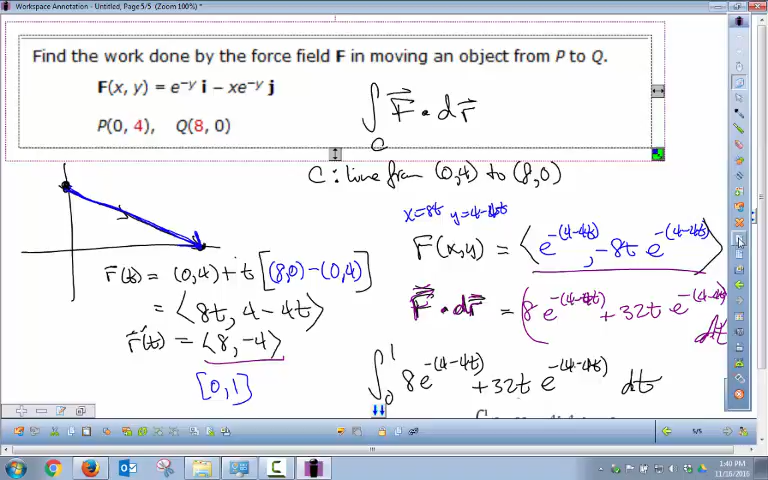 Workspace Annotation - Untitled, Page 5/5 (Zoom 100%) *
Find the work done by the force field F in moving an object from P to Q.
F(x, y) = e^−y i − xe^−y j
P(0, 4), Q(8, 0)
∫_C F⃗ • dr⃗
C: line from (0,4) to (8,0)
x=8t y=4-4t
F(x,y) = ⟨e^-(4-4t), -8t e^-(4-4t)⟩
r(t) = (0,4)+t[(8,0)-(0,4)]
= ⟨8t, 4-4t⟩
r⃗'(t) = ⟨8, -4⟩
[0,1]
F⃗ • dr⃗ = (8e^-(4-4t) + 32t e^-(4-4t) dt
∫_0^1 8e^-(4-4t) + 32t e^-(4-4t) dt
5/5
1:40 PM
11/16/2016